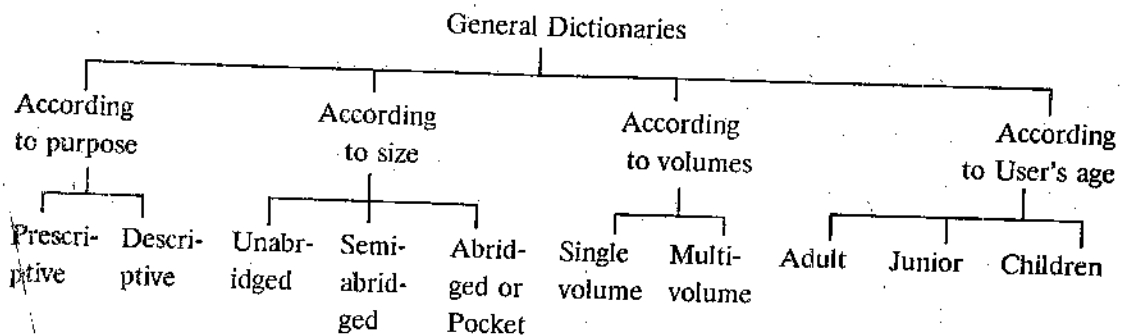 General Dictionaries
According
to purpose
According
to size
According
to volumes
According
to User's age
Prescri-
ptive
Descri-
ptive
Unabr-
idged
Semi-
abrid-
ged
Abrid-
ged or
Pocket
Single
volume
Multi-
volume
Adult
Junior
Children